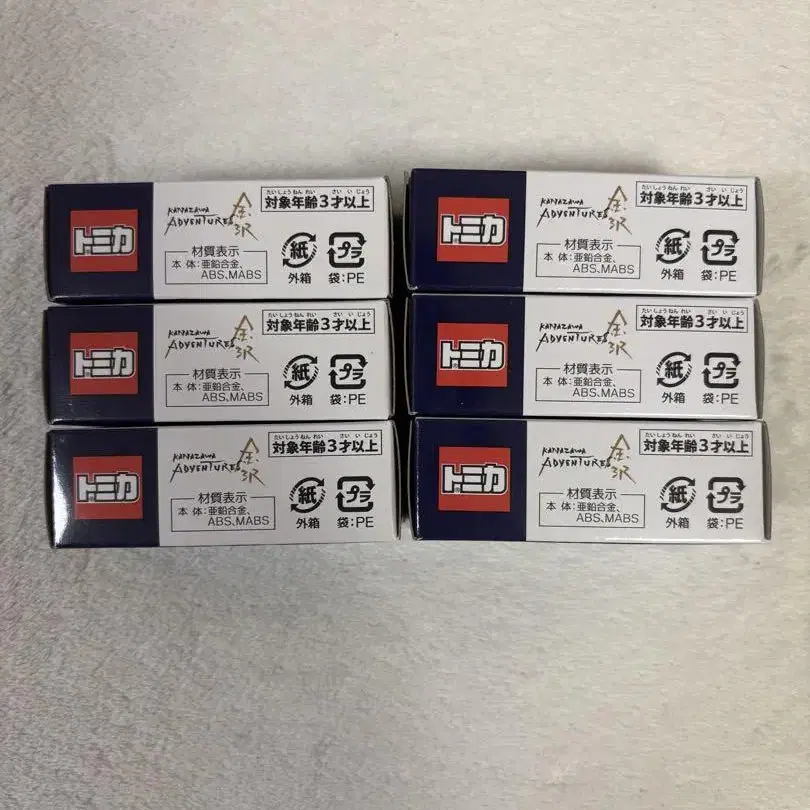 トミカ
KANAZAWA
ADVENTURES
金沢
たいしょうねんれい さいいじょう
対象年齢3才以上
材質表示
本体:亜鉛合金、
ABS、MABS
紙
外箱
プラ
袋:PE
トミカ
KANAZAWA
ADVENTURES
金沢
たいしょうねんれい さいいじょう
対象年齢3才以上
材質表示
本体:亜鉛合金、
ABS、MABS
紙
外箱
プラ
袋:PE
トミカ
KANAZAWA
ADVENTURES
金沢
たいしょうねんれい さいいじょう
対象年齢3才以上
材質表示
本体:亜鉛合金、
ABS、MABS
紙
外箱
プラ
袋:PE
トミカ
KANAZAWA
ADVENTURES
金沢
たいしょうねんれい さいいじょう
対象年齢3才以上
材質表示
本体:亜鉛合金、
ABS、MABS
紙
外箱
プラ
袋:PE
トミカ
KANAZAWA
ADVENTURES
金沢
たいしょうねんれい さいいじょう
対象年齢3才以上
材質表示
本体:亜鉛合金、
ABS、MABS
紙
外箱
プラ
袋:PE
トミカ
KANAZAWA
ADVENTURES
金沢
たいしょうねんれい さいいじょう
対象年齢3才以上
材質表示
本体:亜鉛合金、
ABS、MABS
紙
外箱
プラ
袋:PE